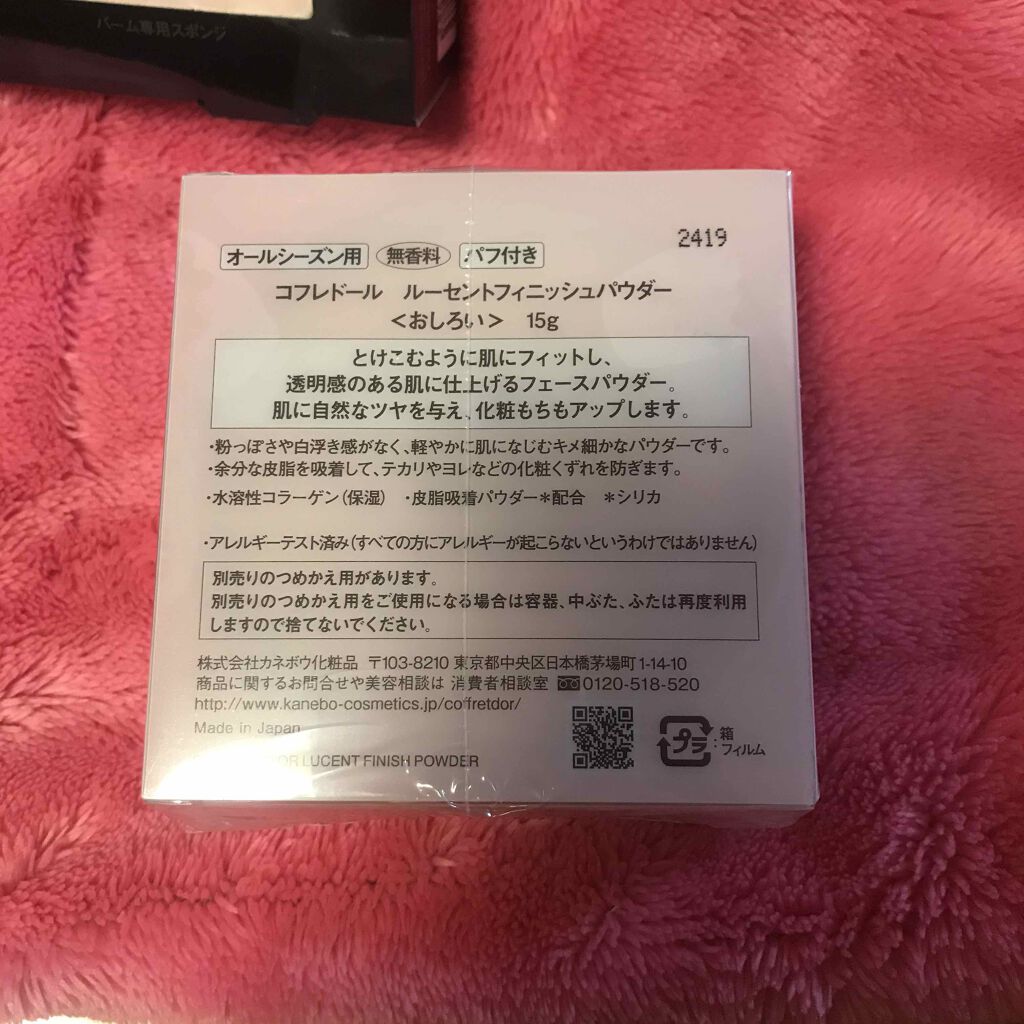 バーム専用スポンジ
2419
オールシーズン用 無香料 パフ付き
コフレドール ルーセントフィニッシュパウダー
＜おしろい＞ 15g
とけこむように肌にフィットし、
透明感のある肌に仕上げるフェースパウダー。
肌に自然なツヤを与え、化粧もちもアップします。
・粉っぽさや白浮き感がなく、軽やかに肌になじむキメ細かなパウダーです。
・余分な皮脂を吸着して、テカリやヨレなどの化粧くずれを防ぎます。
・水溶性コラーゲン（保湿） ・皮脂吸着パウダー＊配合 ＊シリカ
・アレルギーテスト済み（すべての方にアレルギーが起こらないというわけではありません）
別売りのつめかえ用があります。
別売りのつめかえ用をご使用になる場合は容器、中ぶた、ふたは再度利用
しますので捨てないでください。
株式会社カネボウ化粧品 〒103-8210 東京都中央区日本橋茅場町1-14-10
商品に関するお問合せや美容相談は 消費者相談室 0120-518-520
http://www.kanebo-cosmetics.jp/coffretdor/
Made in Japan
OR LUCENT FINISH POWDER
プラ :箱
フィルム